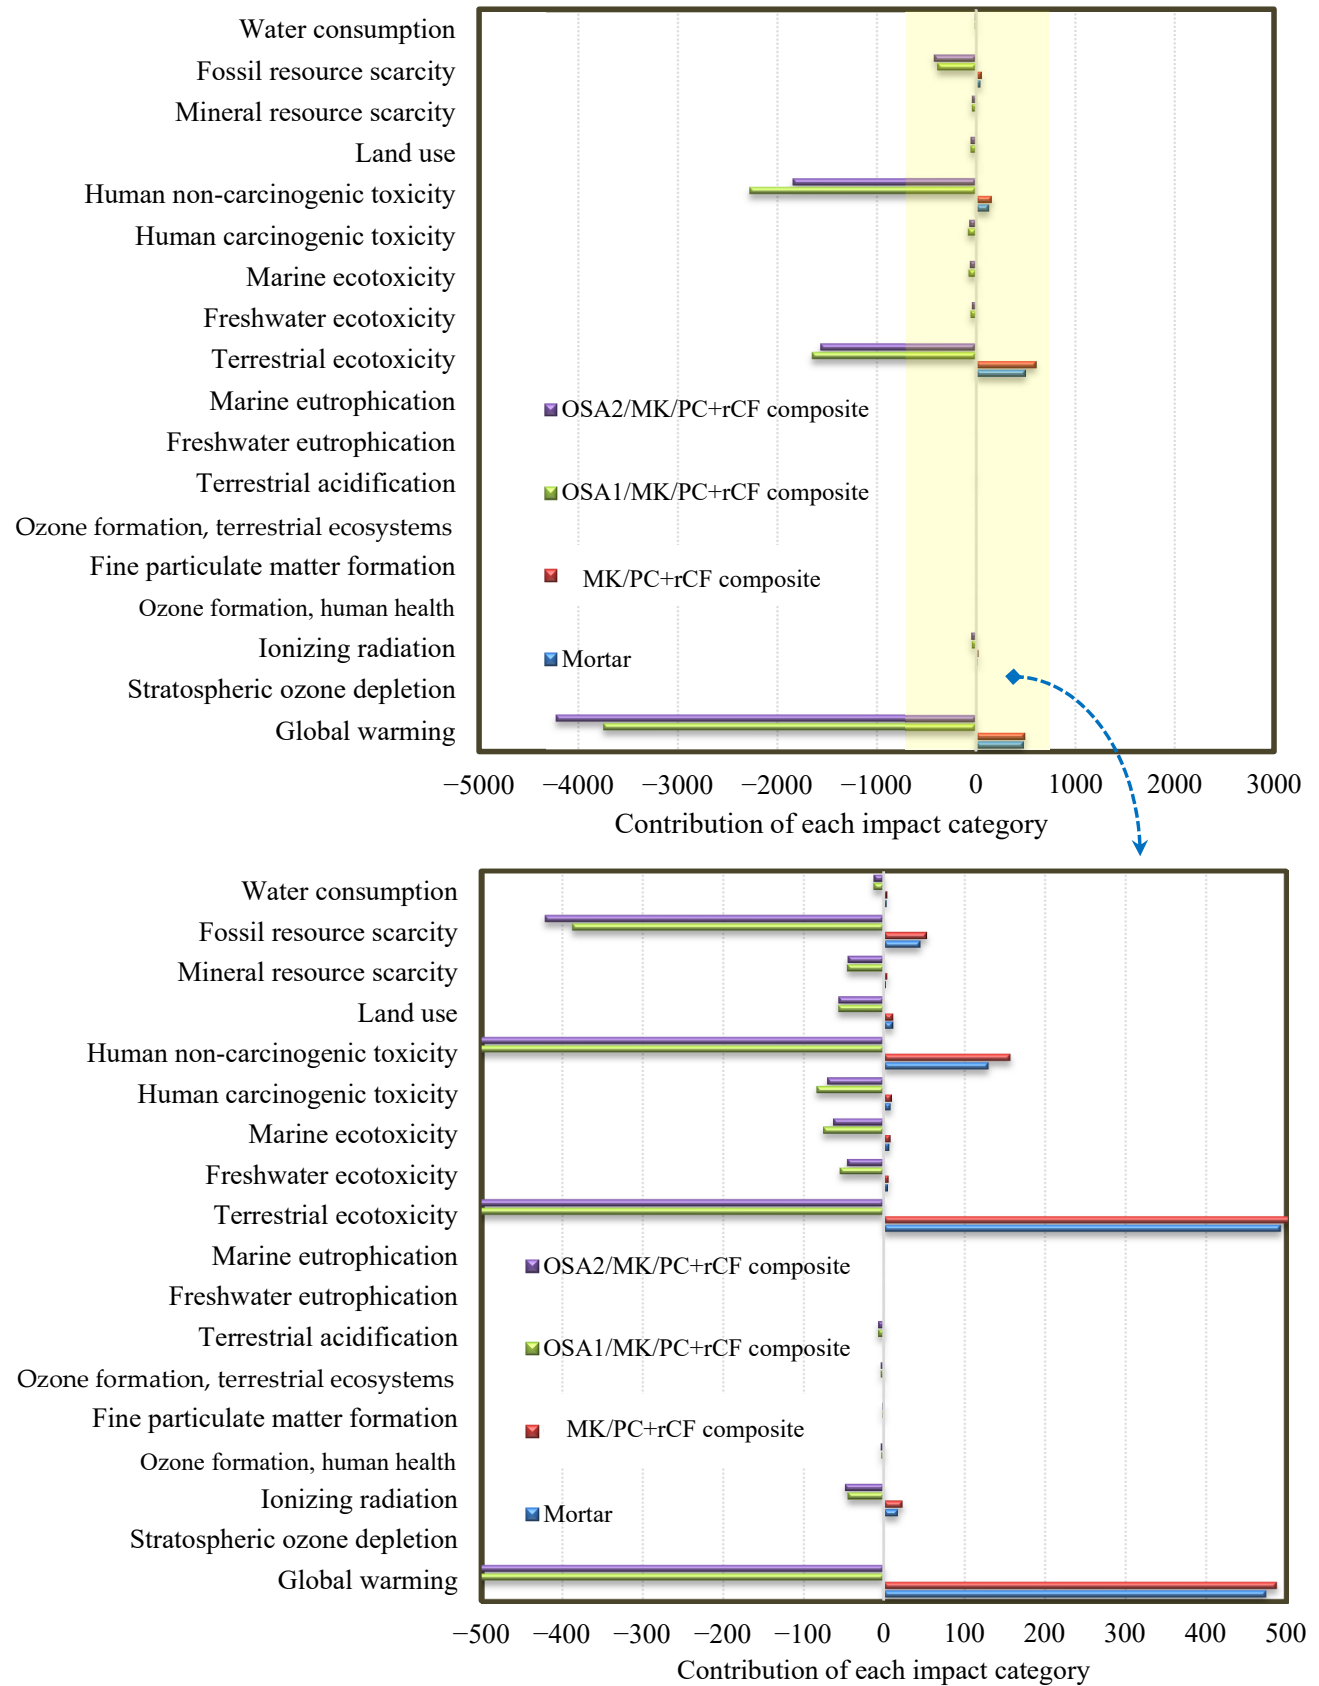 Water consumption
Fossil resource scarcity
Mineral resource scarcity
Land use
Human non-carcinogenic toxicity
Human carcinogenic toxicity
Marine ecotoxicity
Freshwater ecotoxicity
Terrestrial ecotoxicity
Marine eutrophication
OSA2/MK/PC+rCF composite
Freshwater eutrophication
Terrestrial acidification
OSA1/MK/PC+rCF composite
Ozone formation, terrestrial ecosystems
Fine particulate matter formation
MK/PC+rCF composite
Ozone formation, human health
Ionizing radiation
Mortar
Stratospheric ozone depletion
Global warming
−5000 −4000 −3000 −2000 −1000 0 1000 2000 3000
Contribution of each impact category
Water consumption
Fossil resource scarcity
Mineral resource scarcity
Land use
Human non-carcinogenic toxicity
Human carcinogenic toxicity
Marine ecotoxicity
Freshwater ecotoxicity
Terrestrial ecotoxicity
Marine eutrophication
OSA2/MK/PC+rCF composite
Freshwater eutrophication
Terrestrial acidification
OSA1/MK/PC+rCF composite
Ozone formation, terrestrial ecosystems
Fine particulate matter formation
MK/PC+rCF composite
Ozone formation, human health
Ionizing radiation
Mortar
Stratospheric ozone depletion
Global warming
−500 −400 −300 −200 −100 0 100 200 300 400 500
Contribution of each impact category